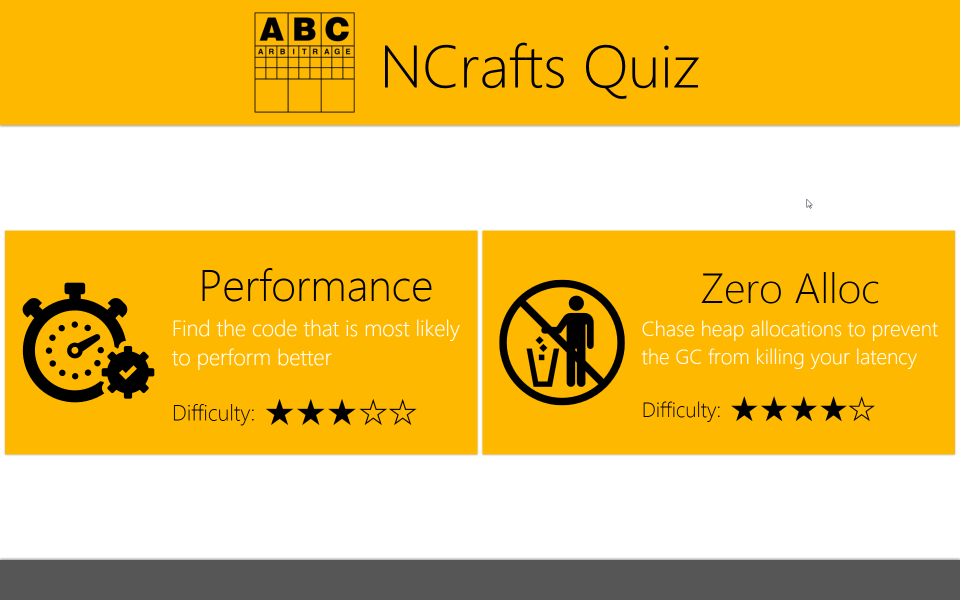 ABC
ARBITRAGE
NCrafts Quiz
Performance
Find the code that is most likely
to perform better
Difficulty: ★★★☆☆
Zero Alloc
Chase heap allocations to prevent
the GC from killing your latency
Difficulty: ★★★★☆